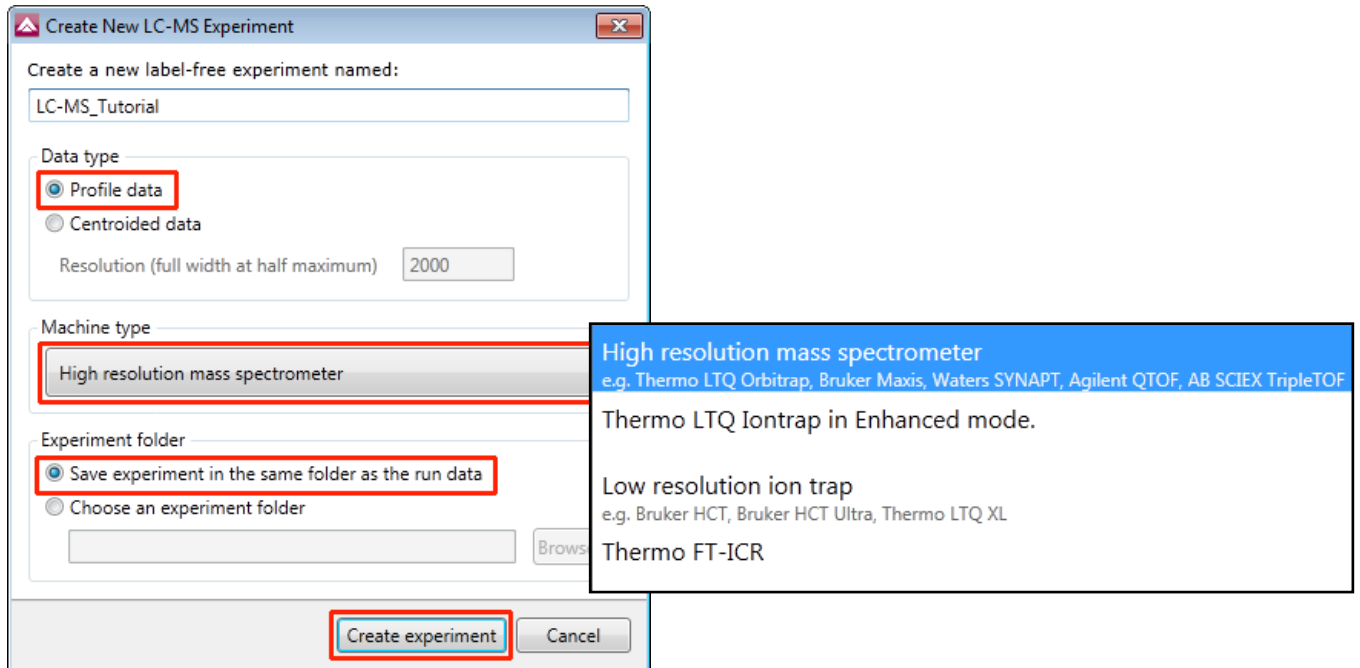 Create New LC-MS Experiment
Create a new label-free experiment named:
LC-MS_Tutorial
Data type
Profile data
Centroided data
Resolution (full width at half maximum) 2000
Machine type
High resolution mass spectrometer
High resolution mass spectrometer
e.g. Thermo LTQ Orbitrap, Bruker Maxis, Waters SYNAPT, Agilent QTOF, AB SCIEX TripleTOF
Thermo LTQ Iontrap in Enhanced mode.
Low resolution ion trap
e.g. Bruker HCT, Bruker HCT Ultra, Thermo LTQ XL
Thermo FT-ICR
Experiment folder
Save experiment in the same folder as the run data
Choose an experiment folder
Brows
Create experiment Cancel